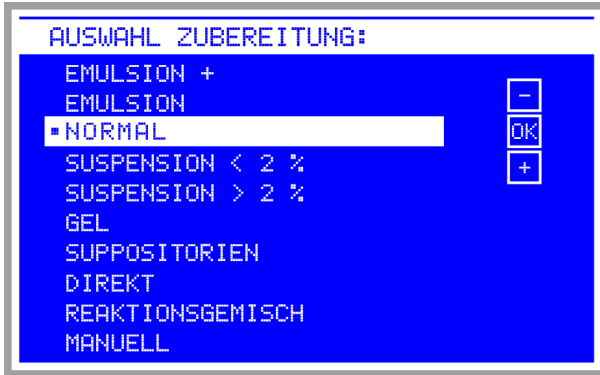 AUSWAHL ZUBEREITUNG:
EMULSION +
EMULSION
-
▪NORMAL
OK
SUSPENSION < 2 %
+
SUSPENSION > 2 %
GEL
SUPPOSITORIEN
DIREKT
REAKTIONSGEMISCH
MANUELL